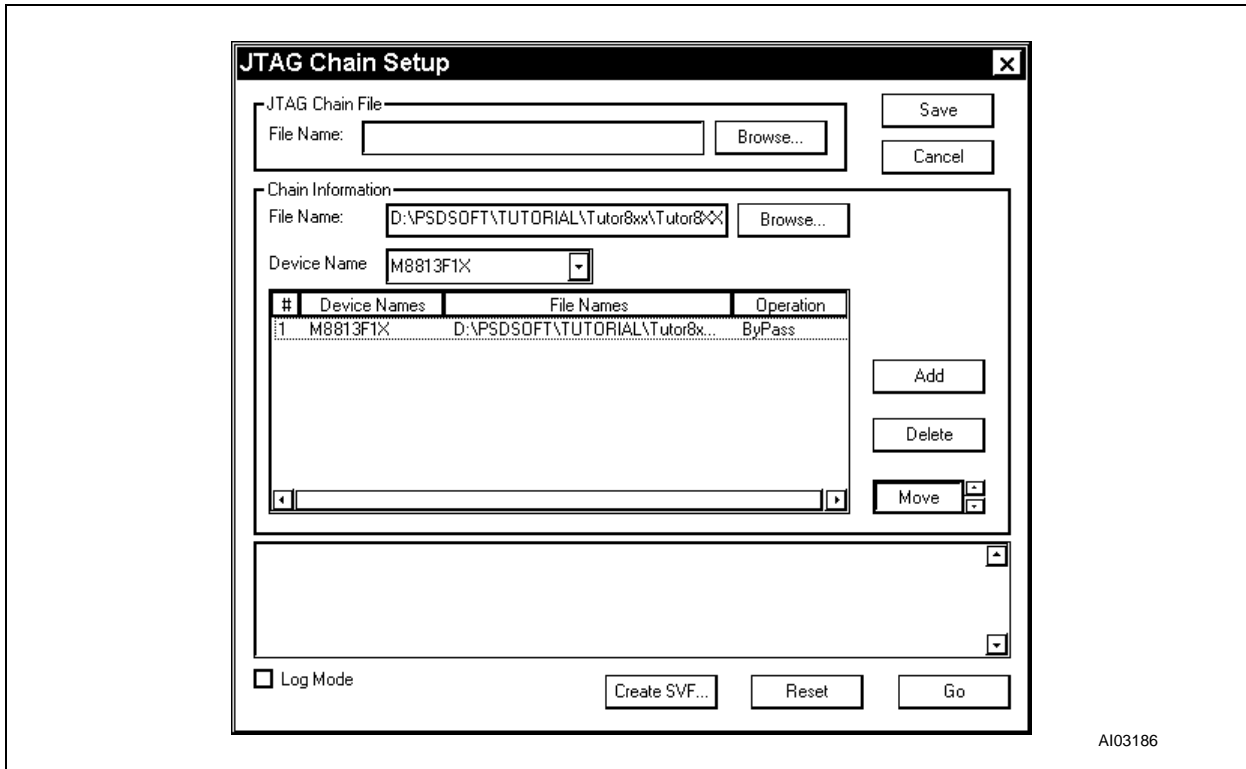 JTAG Chain Setup
JTAG Chain File
File Name:
Browse...
Save
Cancel
Chain Information
File Name: D:\PSDSOFT\TUTORIAL\Tutor8xx\Tutor8XX
Browse...
Device Name M8813F1X
# Device Names File Names Operation
1 M8813F1X D:\PSDSOFT\TUTORIAL\Tutor8x... ByPass
Add
Delete
Move
Log Mode
Create SVF... Reset Go
AI03186